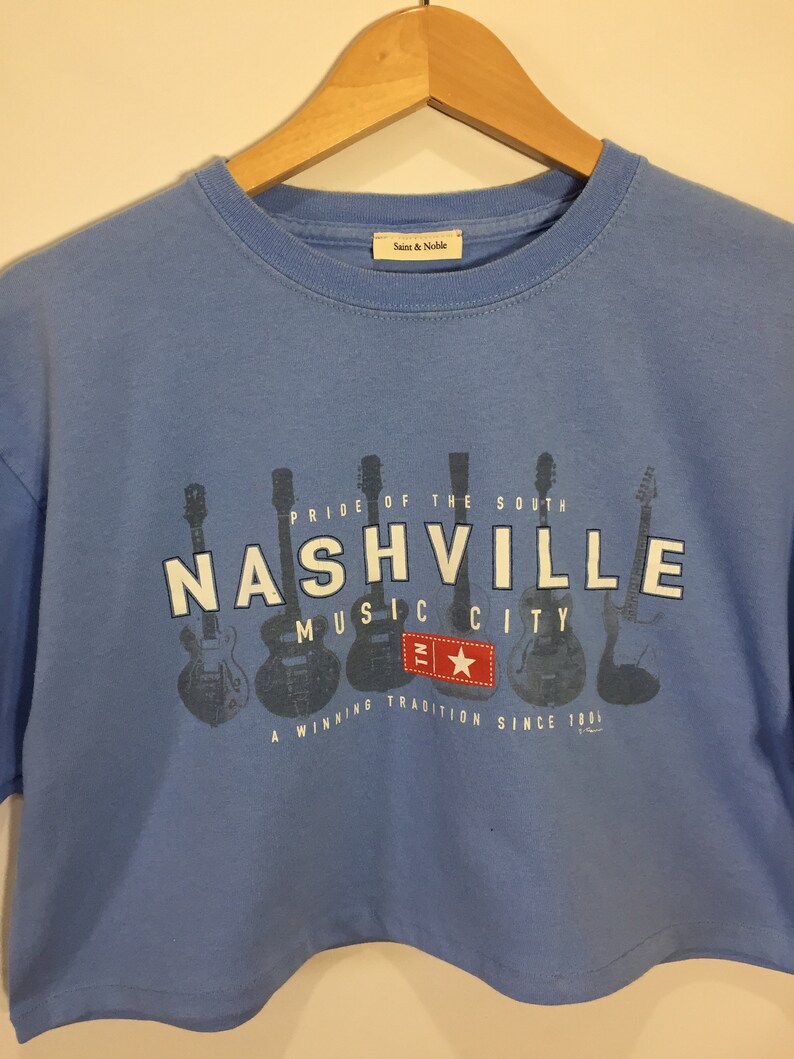 Saint & Noble
PRIDE OF THE SOUTH
NASHVILLE
MUSIC CITY
TN
A WINNING TRADITION SINCE 1806